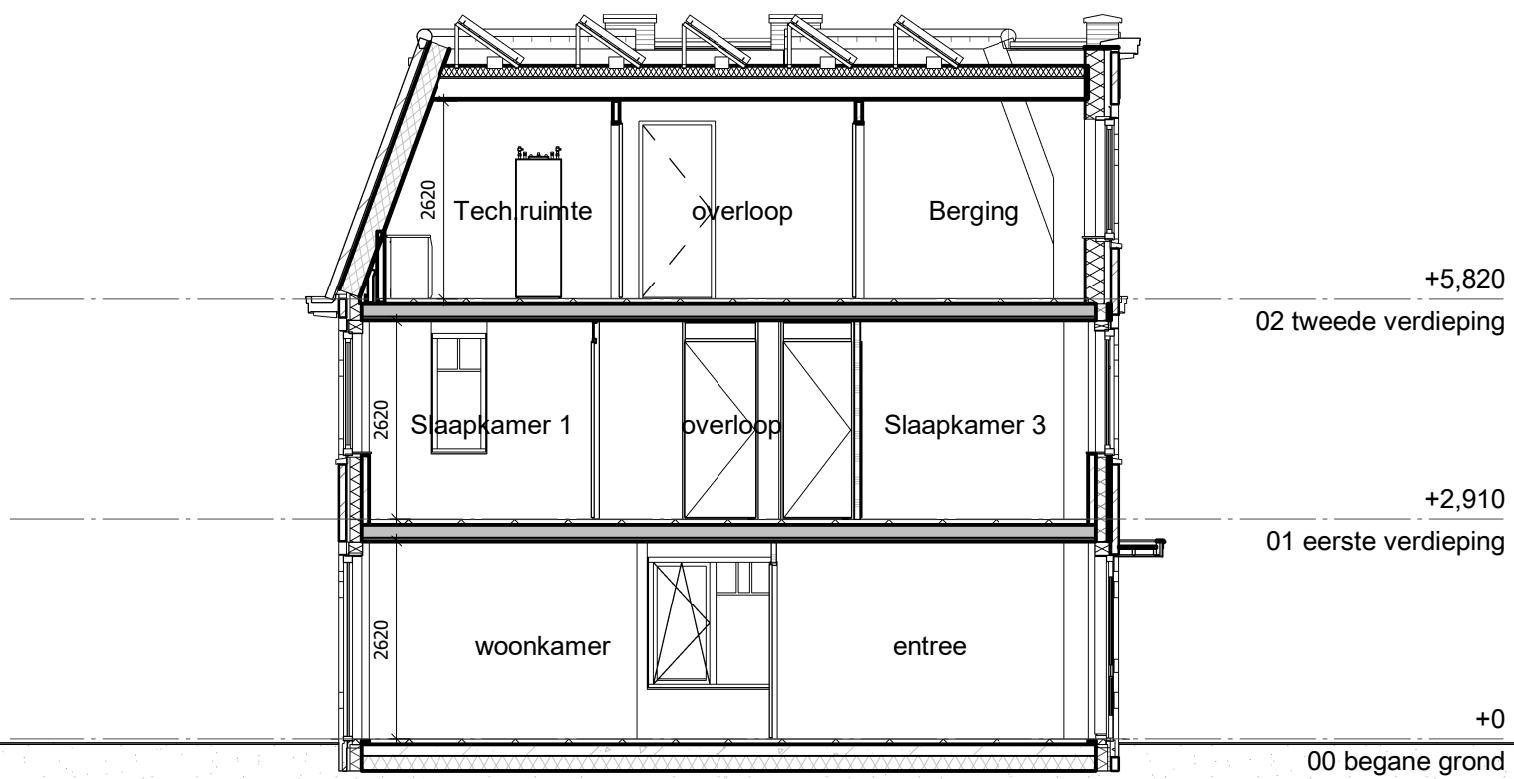 2620
Tech.ruimte
overloop
Berging
+5,820
02 tweede verdieping
2620
Slaapkamer 1
overloop
Slaapkamer 3
+2,910
01 eerste verdieping
2620
woonkamer
entree
+0
00 begane grond